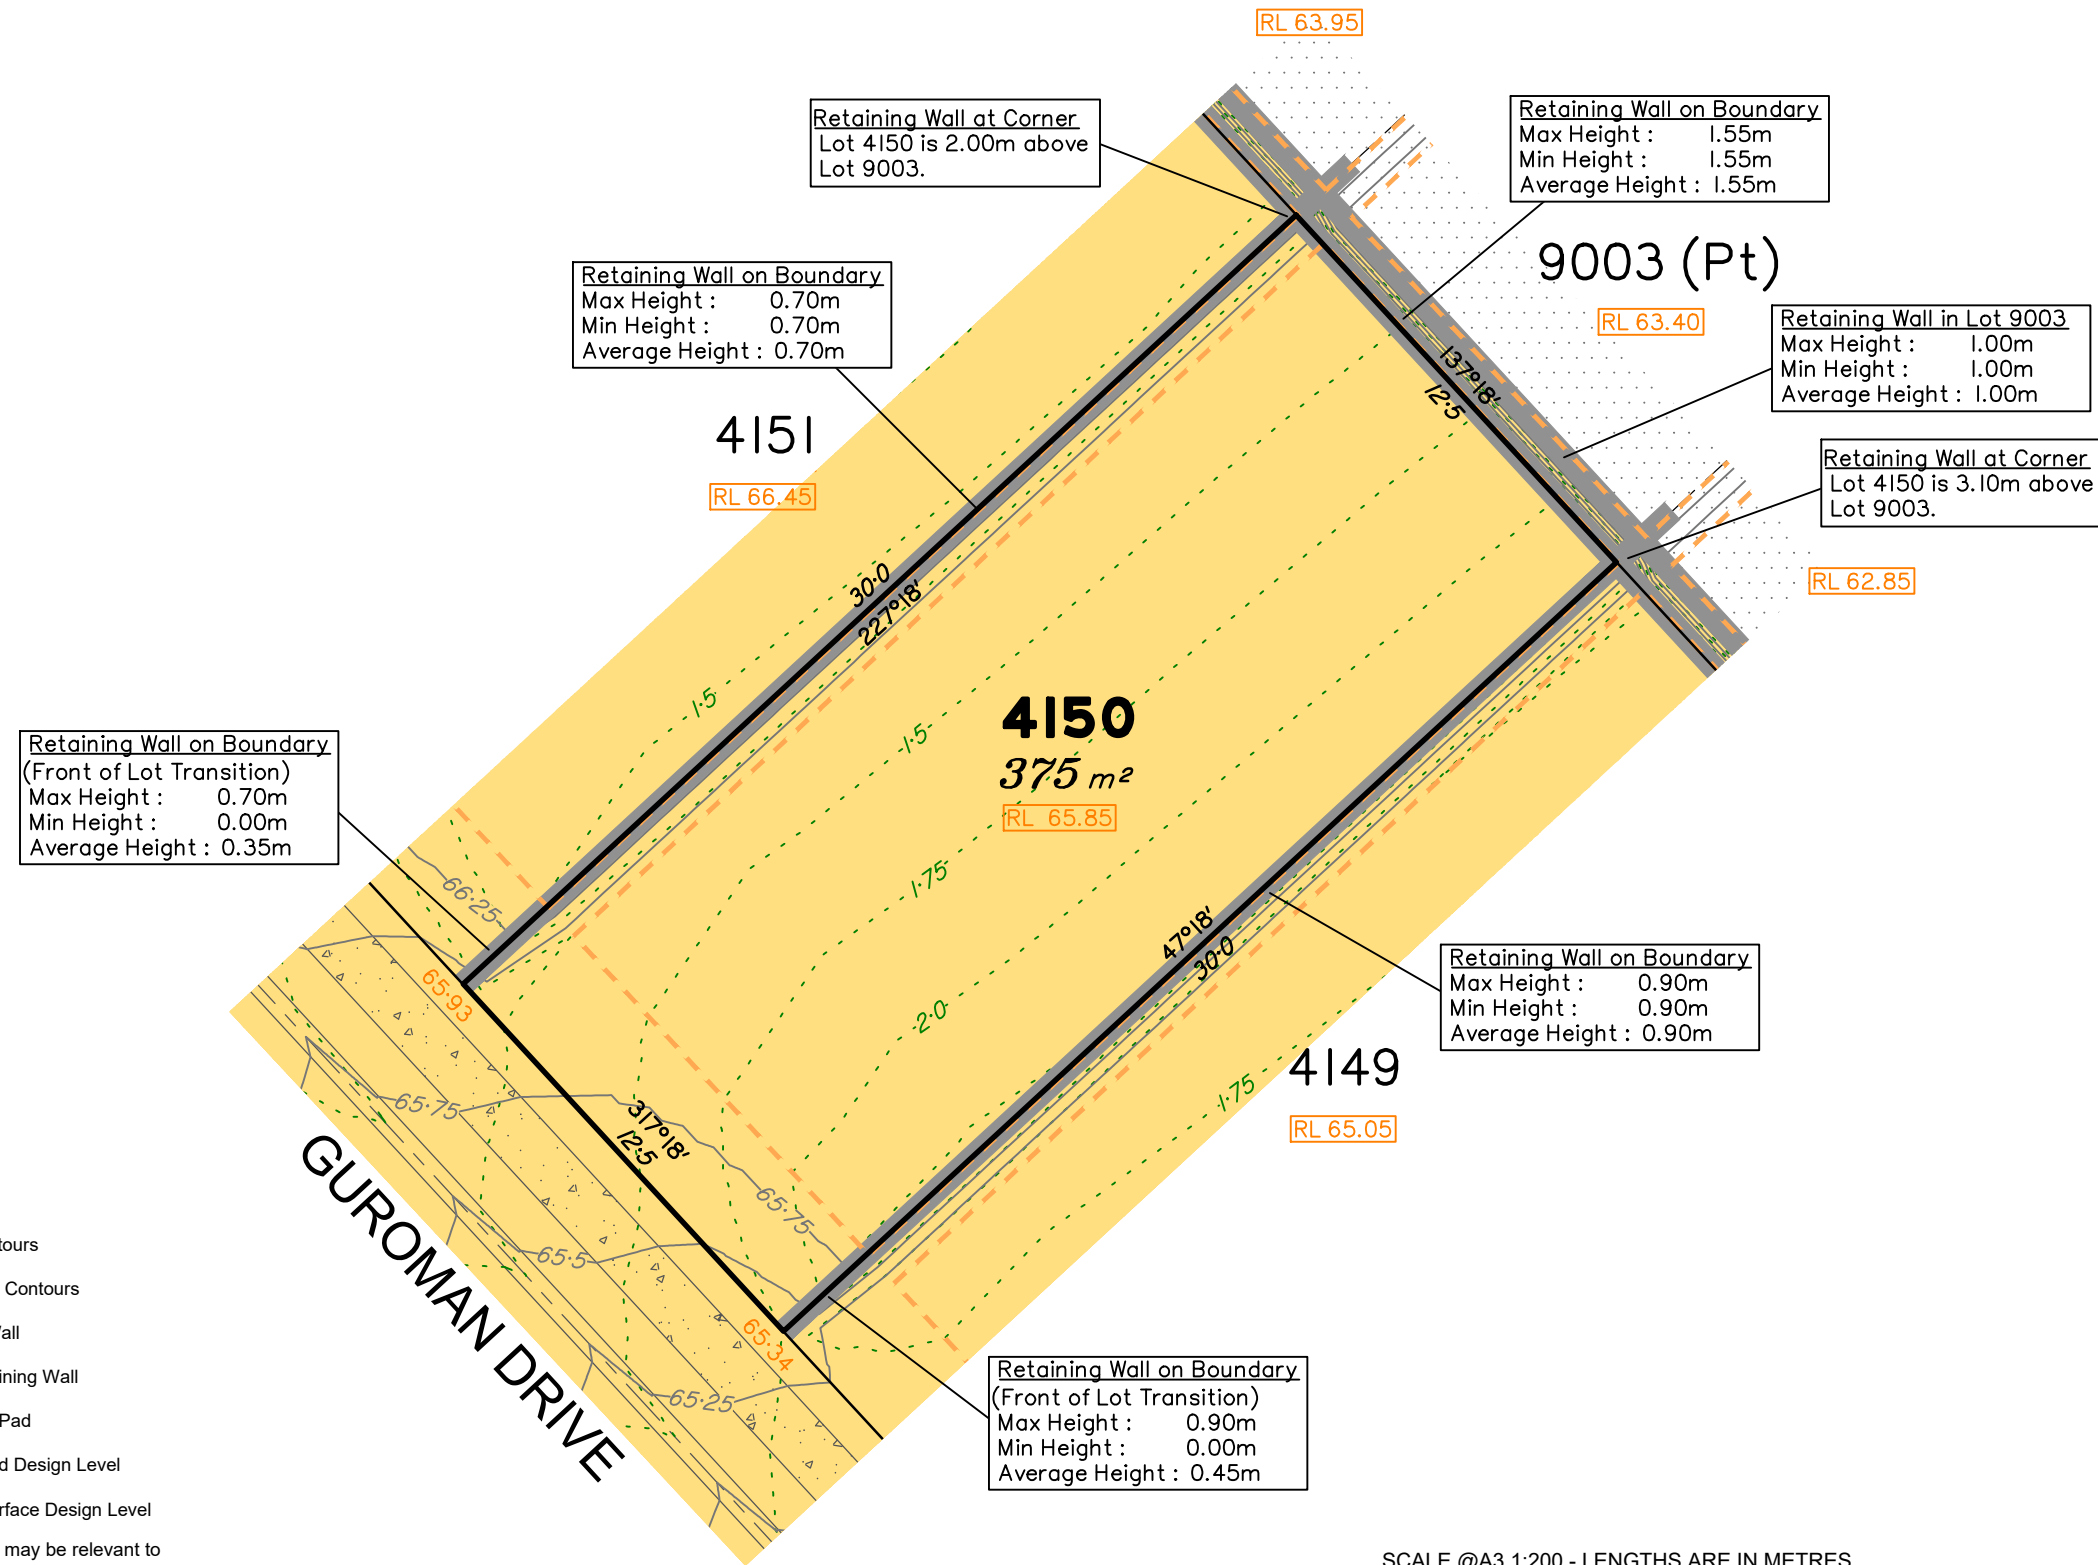 RL 63.95
Retaining Wall at Corner
Lot 4150 is 2.00m above
Lot 9003.
Retaining Wall on Boundary
Max Height : 1.55m
Min Height : 1.55m
Average Height : 1.55m
9003 (Pt)
RL 63.40
Retaining Wall on Boundary
Max Height : 0.70m
Min Height : 0.70m
Average Height : 0.70m
Retaining Wall in Lot 9003
Max Height : 1.00m
Min Height : 1.00m
Average Height : 1.00m
137°18'
12·5
4151
RL 66.45
Retaining Wall at Corner
Lot 4150 is 3.10m above
Lot 9003.
RL 62.85
30·0
227°18'
1·5
1·5
4150
375 m²
RL 65.85
Retaining Wall on Boundary
(Front of Lot Transition)
Max Height : 0.70m
Min Height : 0.00m
Average Height : 0.35m
1·75
66·25
65·93
2·0
47°18'
30·0
Retaining Wall on Boundary
Max Height : 0.90m
Min Height : 0.90m
Average Height : 0.90m
4149
RL 65.05
1·75
65·75
317°18'
12·5
65·75
65·5
65·34
65·25
GUROMAN DRIVE
Retaining Wall on Boundary
(Front of Lot Transition)
Max Height : 0.90m
Min Height : 0.00m
Average Height : 0.45m
Contours
Wall
ining Wall
Pad
d Design Level
rface Design Level
may be relevant to
SCALE @A3 1:200 - LENGTHS ARE IN METRES